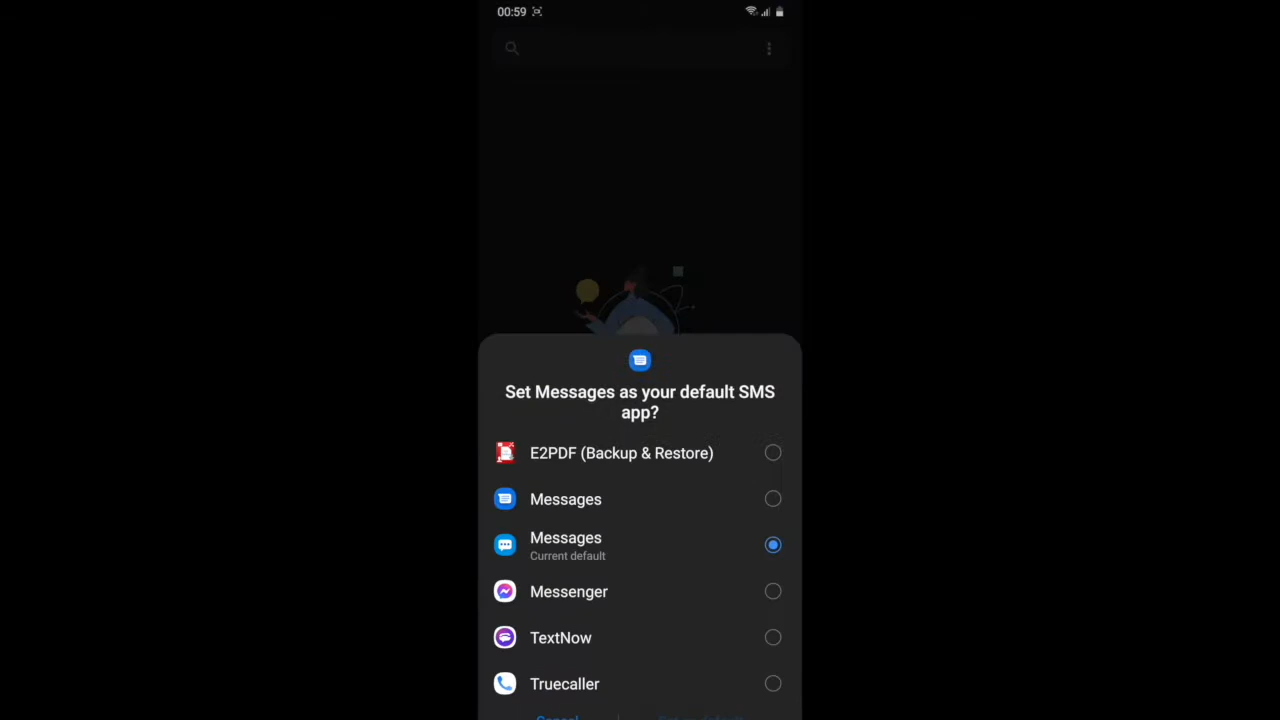 00:59
Set Messages as your default SMS
app?
E2PDF (Backup & Restore)
Messages
Messages
Current default
Messenger
TextNow
Truecaller
Cancel